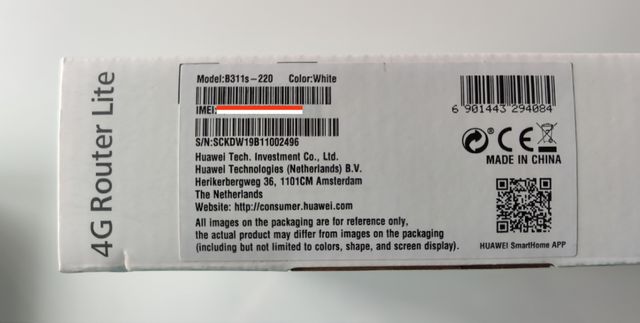 4G Router Lite
Model:B311s-220 Color:White
IMEI:
S/N:SCKDW19B11002496
Huawei Tech. Investment Co., Ltd.
Huawei Technologies (Netherlands) B.V.
Herikerbergweg 36, 1101CM Amsterdam
The Netherlands
Website: http://consumer.huawei.com
All images on the packaging are for reference only,
the actual product may differ from images on the packaging
(including but not limited to colors, shape, and screen display).
6 901443 294084
CE
MADE IN CHINA
HUAWEI SmartHome APP